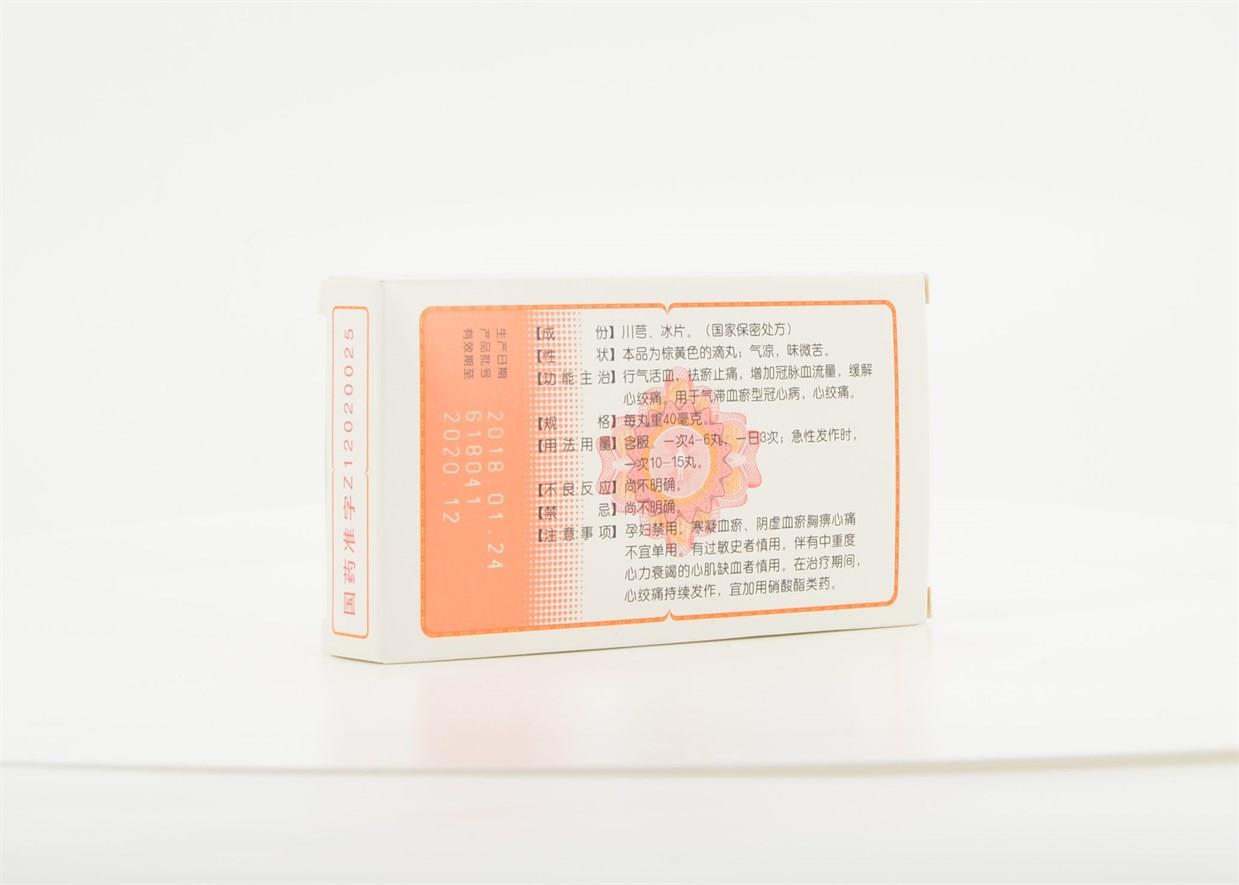 国药准字Z12020025
生产日期
产品批号
有效期至
2018.01.24
618041
2020.12
【成份】川芎、冰片。（国家保密处方）
【性状】本品为棕黄色的滴丸；气凉，味微苦。
【功能主治】行气活血，祛瘀止痛，增加冠脉血流量，缓解
心绞痛。用于气滞血瘀型冠心病，心绞痛。
【规格】每丸重40毫克。
【用法用量】含服。一次4-6丸，一日3次；急性发作时，
一次10-15丸。
【不良反应】尚不明确。
【禁忌】尚不明确。
【注意事项】孕妇禁用。寒凝血瘀、阴虚血瘀胸痹心痛
不宜单用。有过敏史者慎用。伴有中重度
心力衰竭的心肌缺血者慎用。在治疗期间，
心绞痛持续发作，宜加用硝酸酯类药。